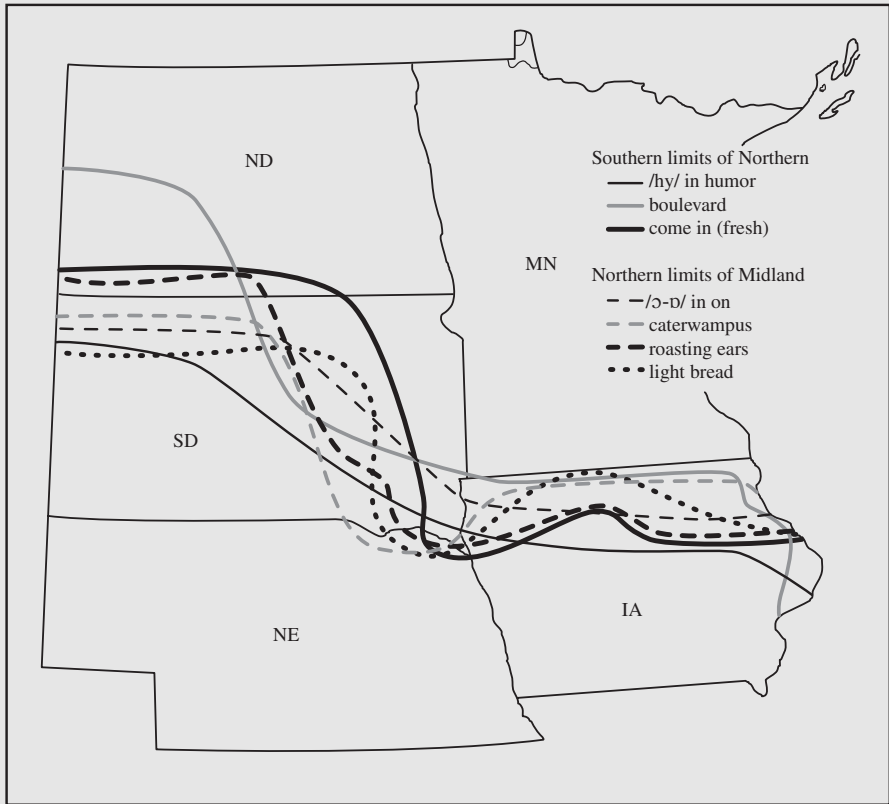 ND
MN
SD
NE
IA
Southern limits of Northern
/hy/ in humor
boulevard
come in (fresh)
Northern limits of Midland
/ɔ-ɒ/ in on
caterwampus
roasting ears
light bread